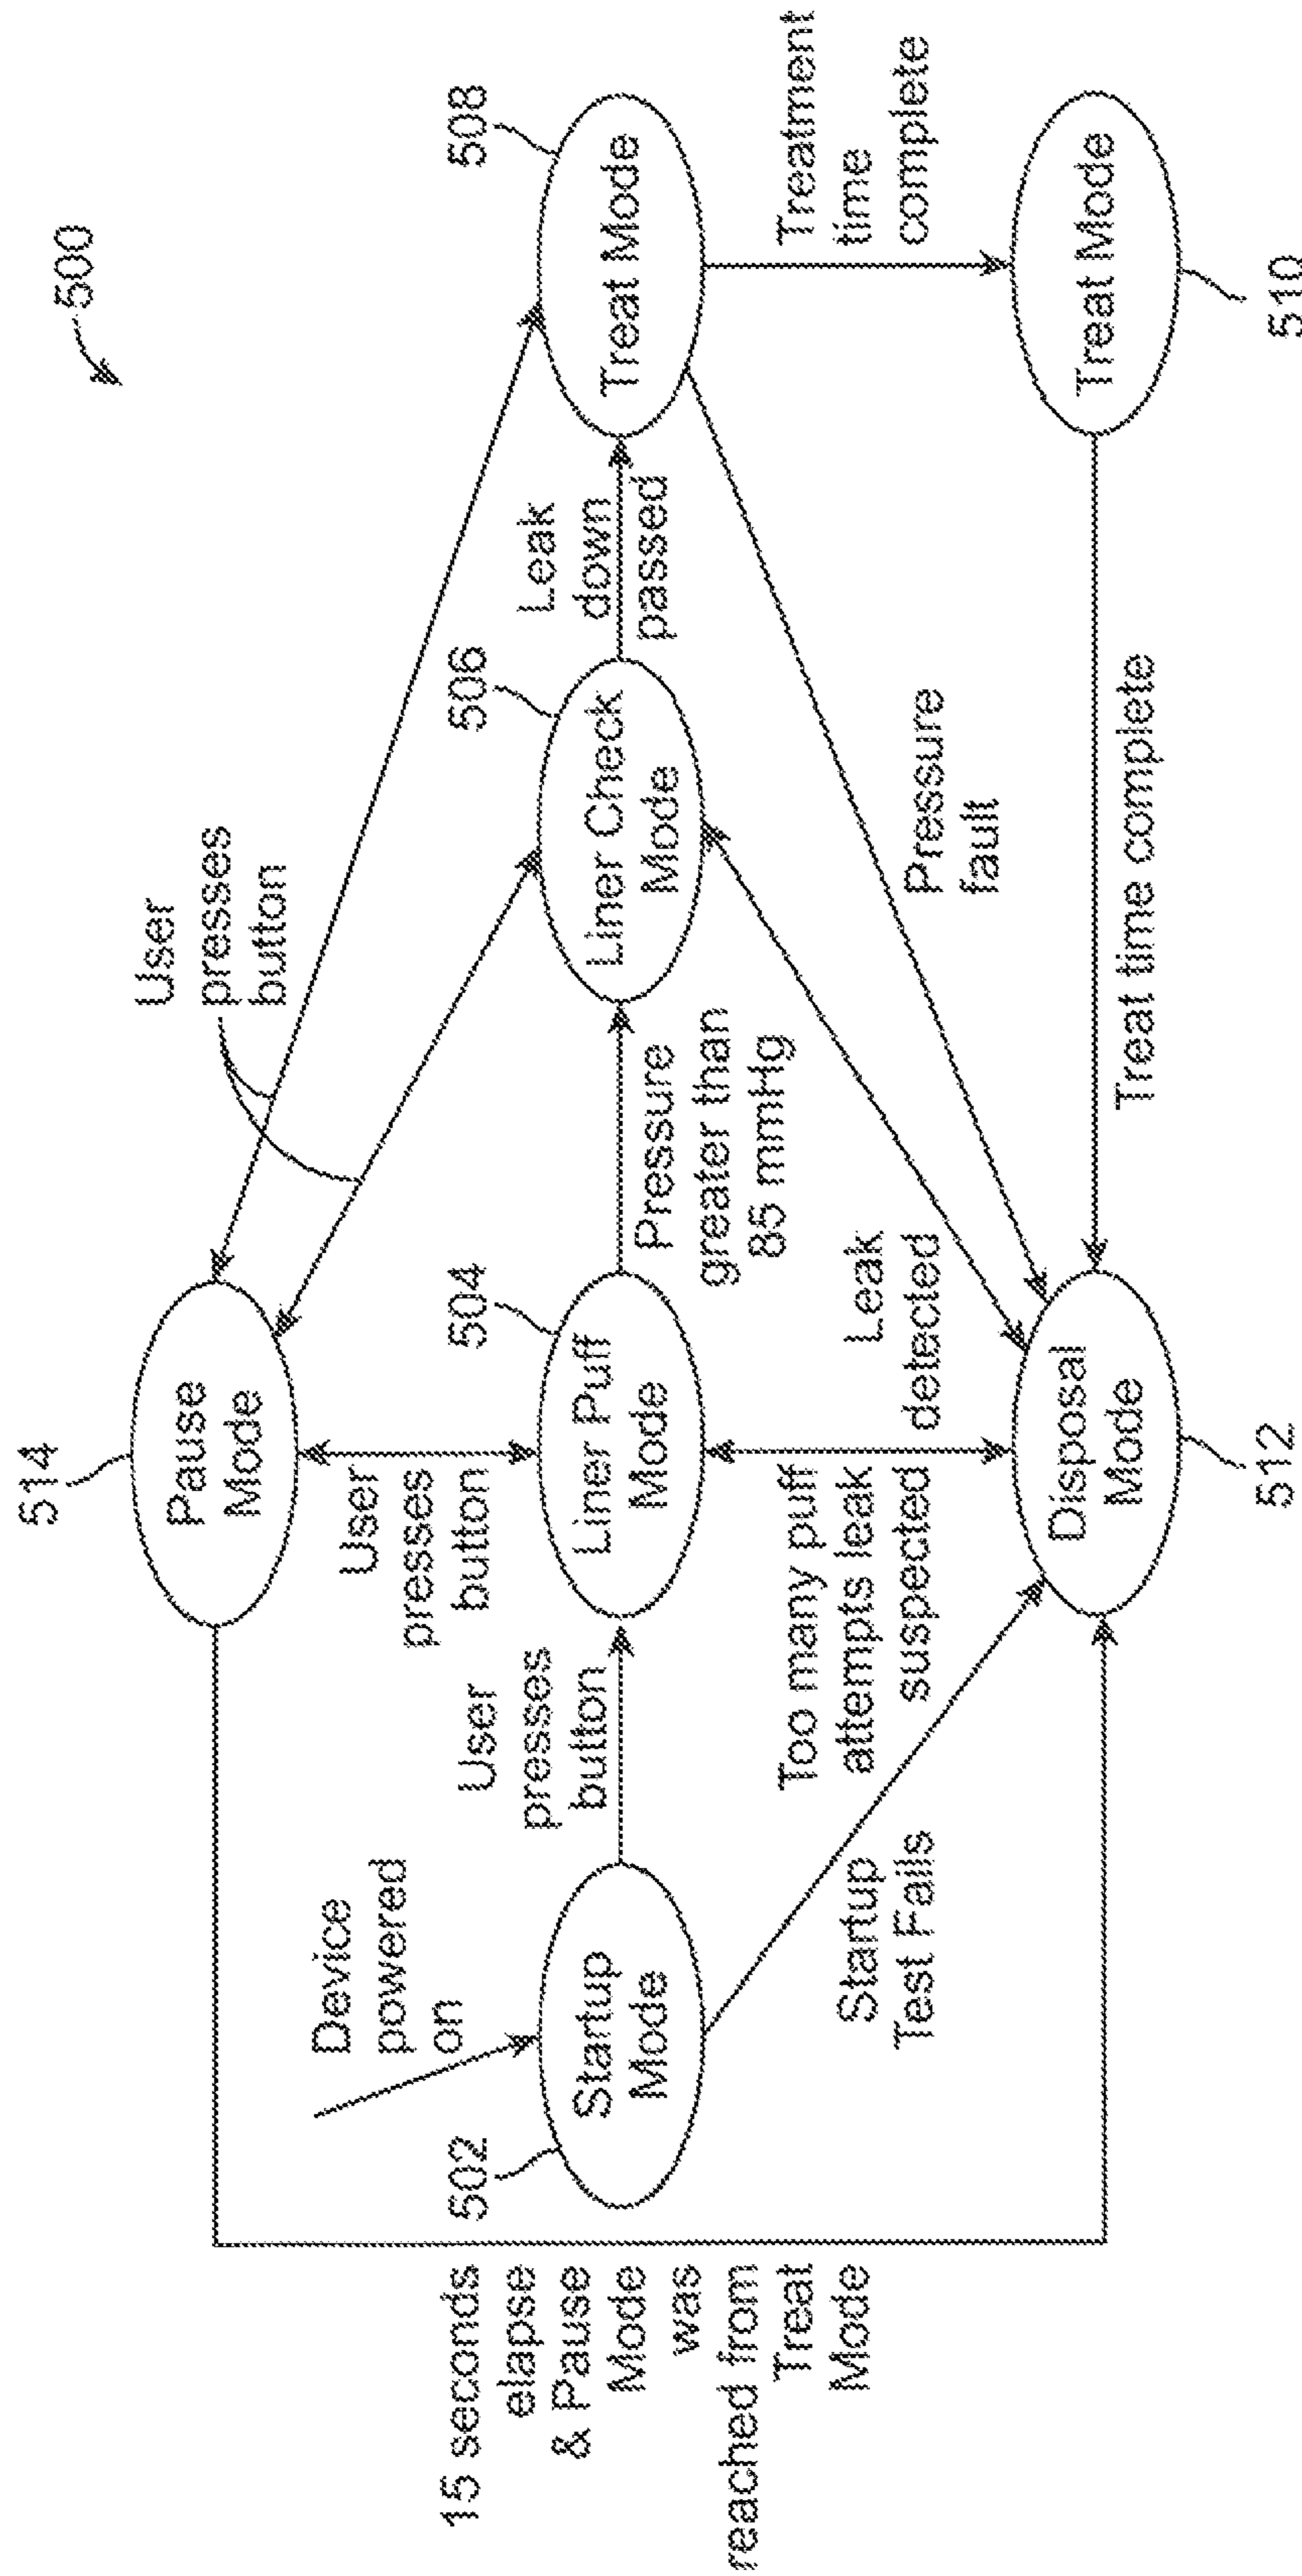 500
514
Pause
Mode
User
presses
button
15 seconds
elapse
& Pause
Mode
was
reached from
Treat
Mode
Device
powered
on
502
Startup
Mode
User
presses
button
User
presses
button
504
Liner Puff
Mode
Pressure
greater than
85 mmHg
506
Liner Check
Mode
Leak
down
passed
508
Treat Mode
Startup
Test Fails
Too many puff
attempts leak
suspected
Leak
detected
Pressure
fault
Treatment
time
complete
Disposal
Mode
512
Treat time complete
Treat Mode
510